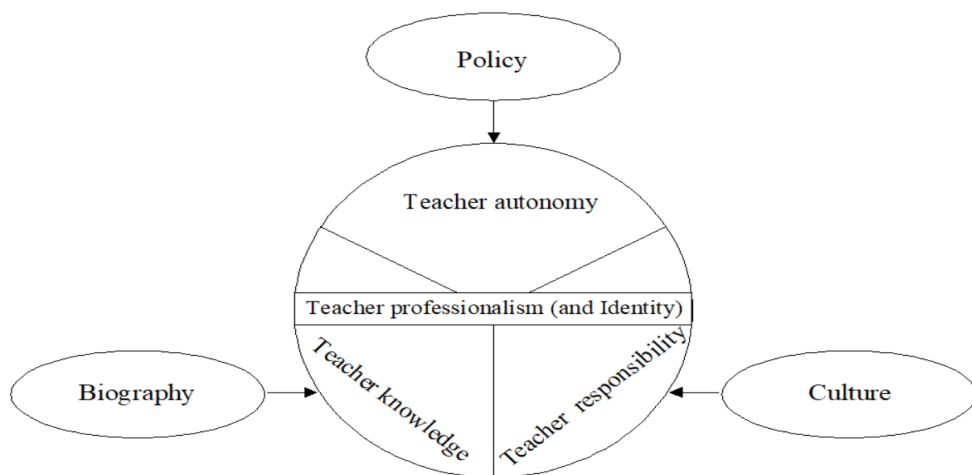 Policy
Teacher autonomy
Teacher professionalism (and Identity)
Teacher knowledge
Teacher responsibility
Biography
Culture